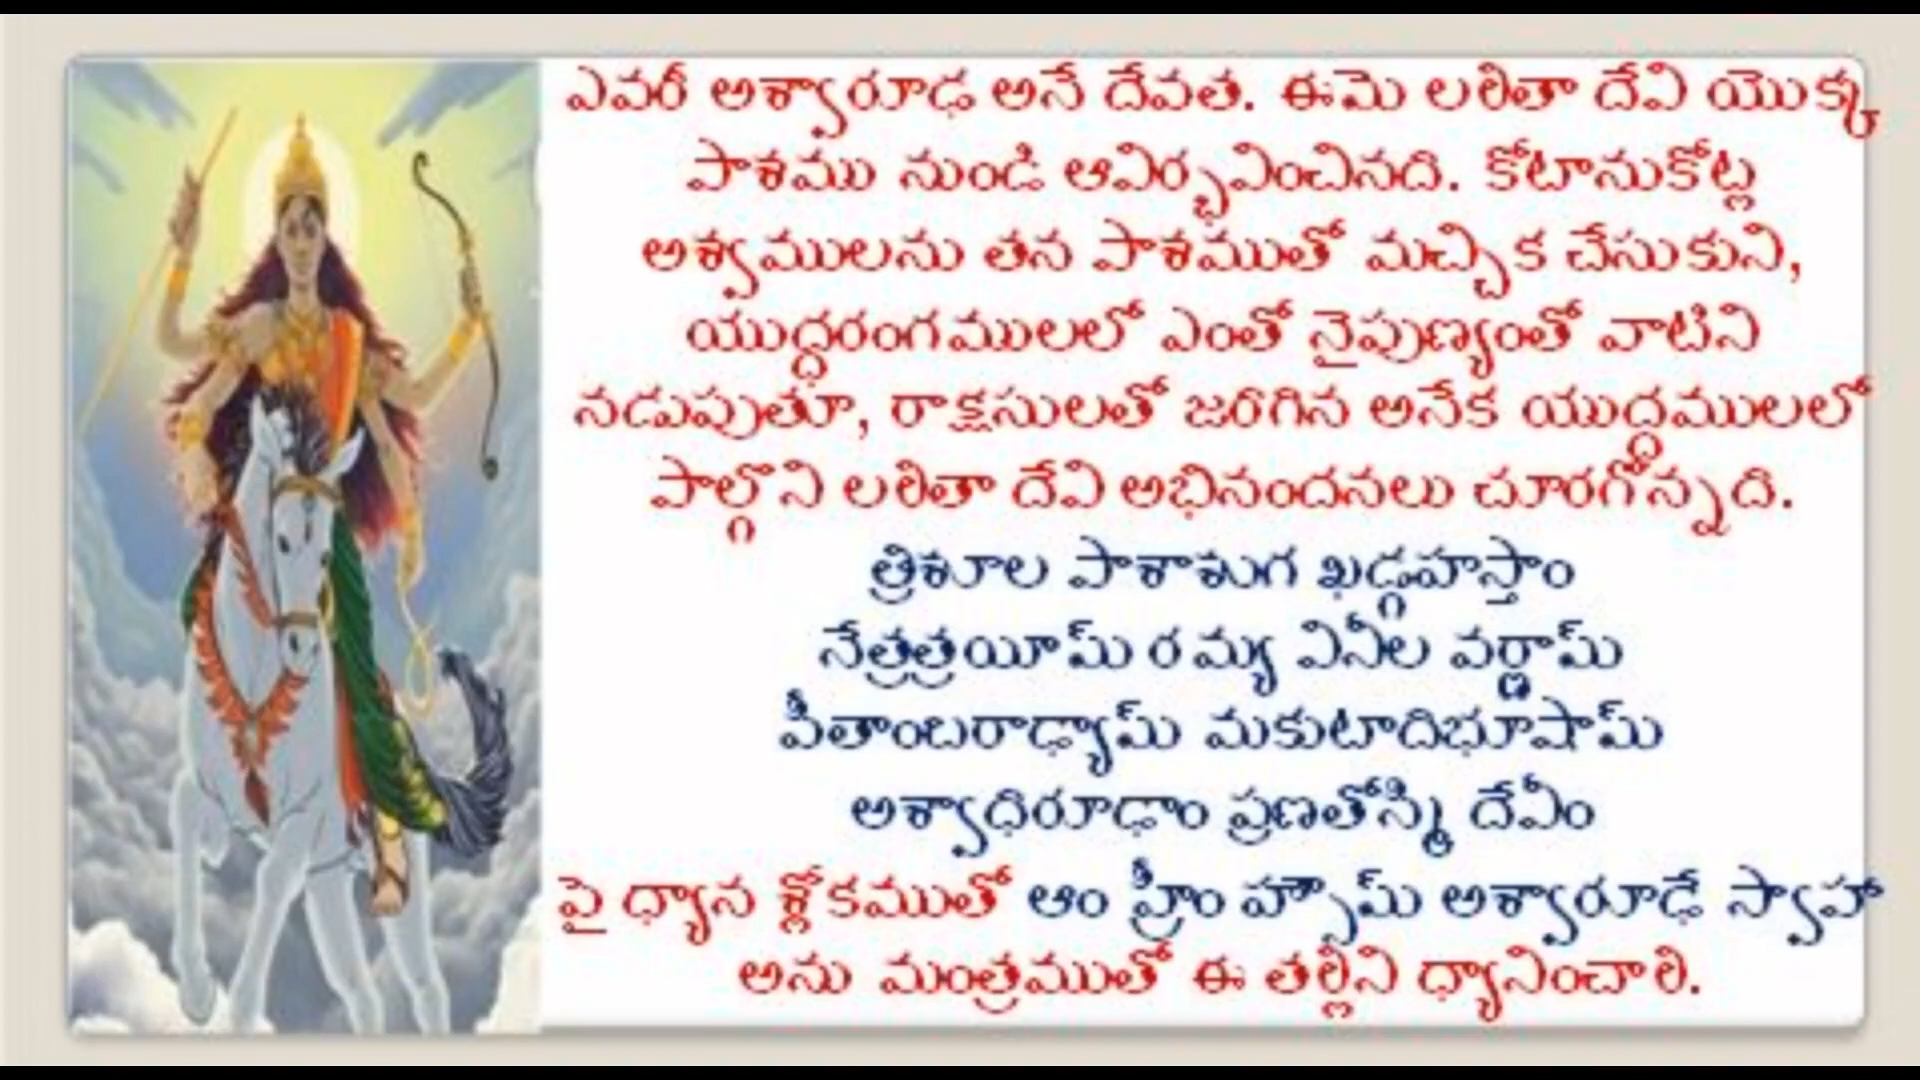 ఎవరీ అశ్వారూఢ అనే దేవత. ఈమె లలితా దేవి యొక్క
పాశము నుండి ఆవిర్భవించినది. కోటానుకోట్ల
అశ్వములను తన పాశముతో మచ్చిక చేసుకుని,
యుద్ధరంగములలో ఎంతో నైపుణ్యంతో వాటిని
నడుపుతూ, రాక్షసులతో జరిగిన అనేక యుద్ధములలో
పాల్గొని లలితా దేవి అభినందనలు చూరగొన్నది.
త్రిశూల పాశాశుగ ఖడ్గహస్తాం
నేత్రత్రయీమ్ రమ్య వినీల వర్ణామ్
పీతాంబరాఢ్యామ్ మకుటాదిభూషామ్
అశ్వాధిరూఢాం ప్రణతోస్మి దేవీం
పై ధ్యాన శ్లోకముతో ఆం హ్రీం హ్సౌమ్ అశ్వారూఢే స్వాహా
అను మంత్రముతో ఈ తల్లిని ధ్యానించాలి.